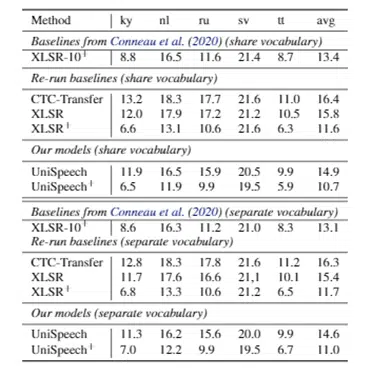 Method ky nl ru sv tt avg
Baselines from Conneau et al. (2020) (share vocabulary)
XLSR-10† 8.8 16.5 11.6 21.4 8.7 13.4
Re-run baselines (share vocabulary)
CTC-Transfer 13.2 18.3 17.7 21.6 11.0 16.4
XLSR 12.0 17.9 17.2 21.2 10.5 15.8
XLSR‡ 6.6 13.1 10.6 21.6 6.3 11.6
Our models (share vocabulary)
UniSpeech 11.9 16.5 15.9 20.5 9.9 14.9
UniSpeech‡ 6.5 11.9 9.9 19.5 5.9 10.7
Baselines from Conneau et al. (2020) (separate vocabulary)
XLSR-10† 8.6 16.3 11.2 21.0 8.3 13.1
Re-run baselines (separate vocabulary)
CTC-Transfer 12.8 18.3 17.8 21.6 11.2 16.3
XLSR 11.7 17.6 16.6 21,1 10.1 15.4
XLSR‡ 6.8 13.3 10.6 21.2 6.5 11.7
Our models (separate vocabulary)
UniSpeech 11.3 16.2 15.6 20.0 9.9 14.6
UniSpeech‡ 7.0 12.2 9.9 19.5 6.7 11.0